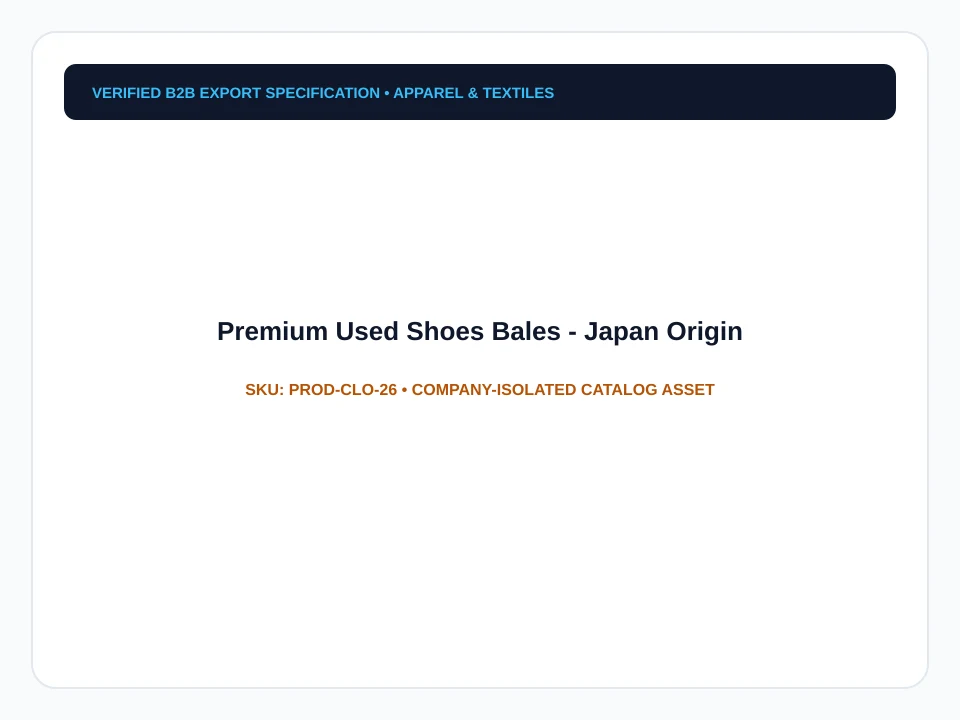 VERIFIED B2B EXPORT SPECIFICATION • APPAREL & TEXTILES
Premium Used Shoes Bales - Japan Origin
SKU: PROD-CLO-26 • COMPANY-ISOLATED CATALOG ASSET